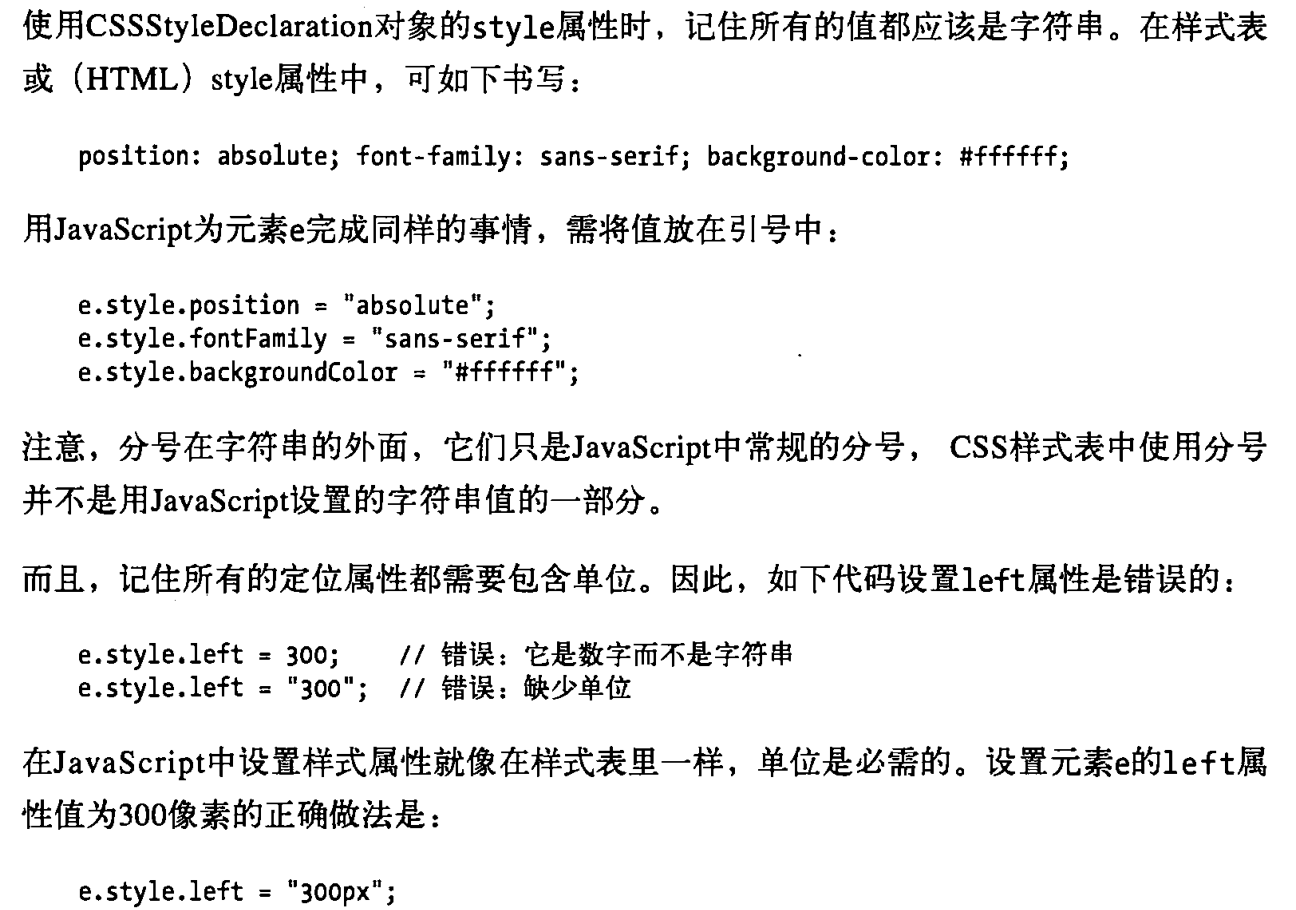 使用CSSStyleDeclaration对象的style属性时，记住所有的值都应该是字符串。在样式表
或（HTML）style属性中，可如下书写：
position: absolute; font-family: sans-serif; background-color: #ffffff;
用JavaScript为元素e完成同样的事情，需将值放在引号中：
e.style.position = "absolute";
e.style.fontFamily = "sans-serif";
e.style.backgroundColor = "#ffffff";
注意，分号在字符串的外面，它们只是JavaScript中常规的分号， CSS样式表中使用分号
并不是用JavaScript设置的字符串值的一部分。
而且，记住所有的定位属性都需要包含单位。因此，如下代码设置left属性是错误的：
e.style.left = 300;    // 错误：它是数字而不是字符串
e.style.left = "300";  // 错误：缺少单位
在JavaScript中设置样式属性就像在样式表里一样，单位是必需的。设置元素e的left属
性值为300像素的正确做法是：
e.style.left = "300px";